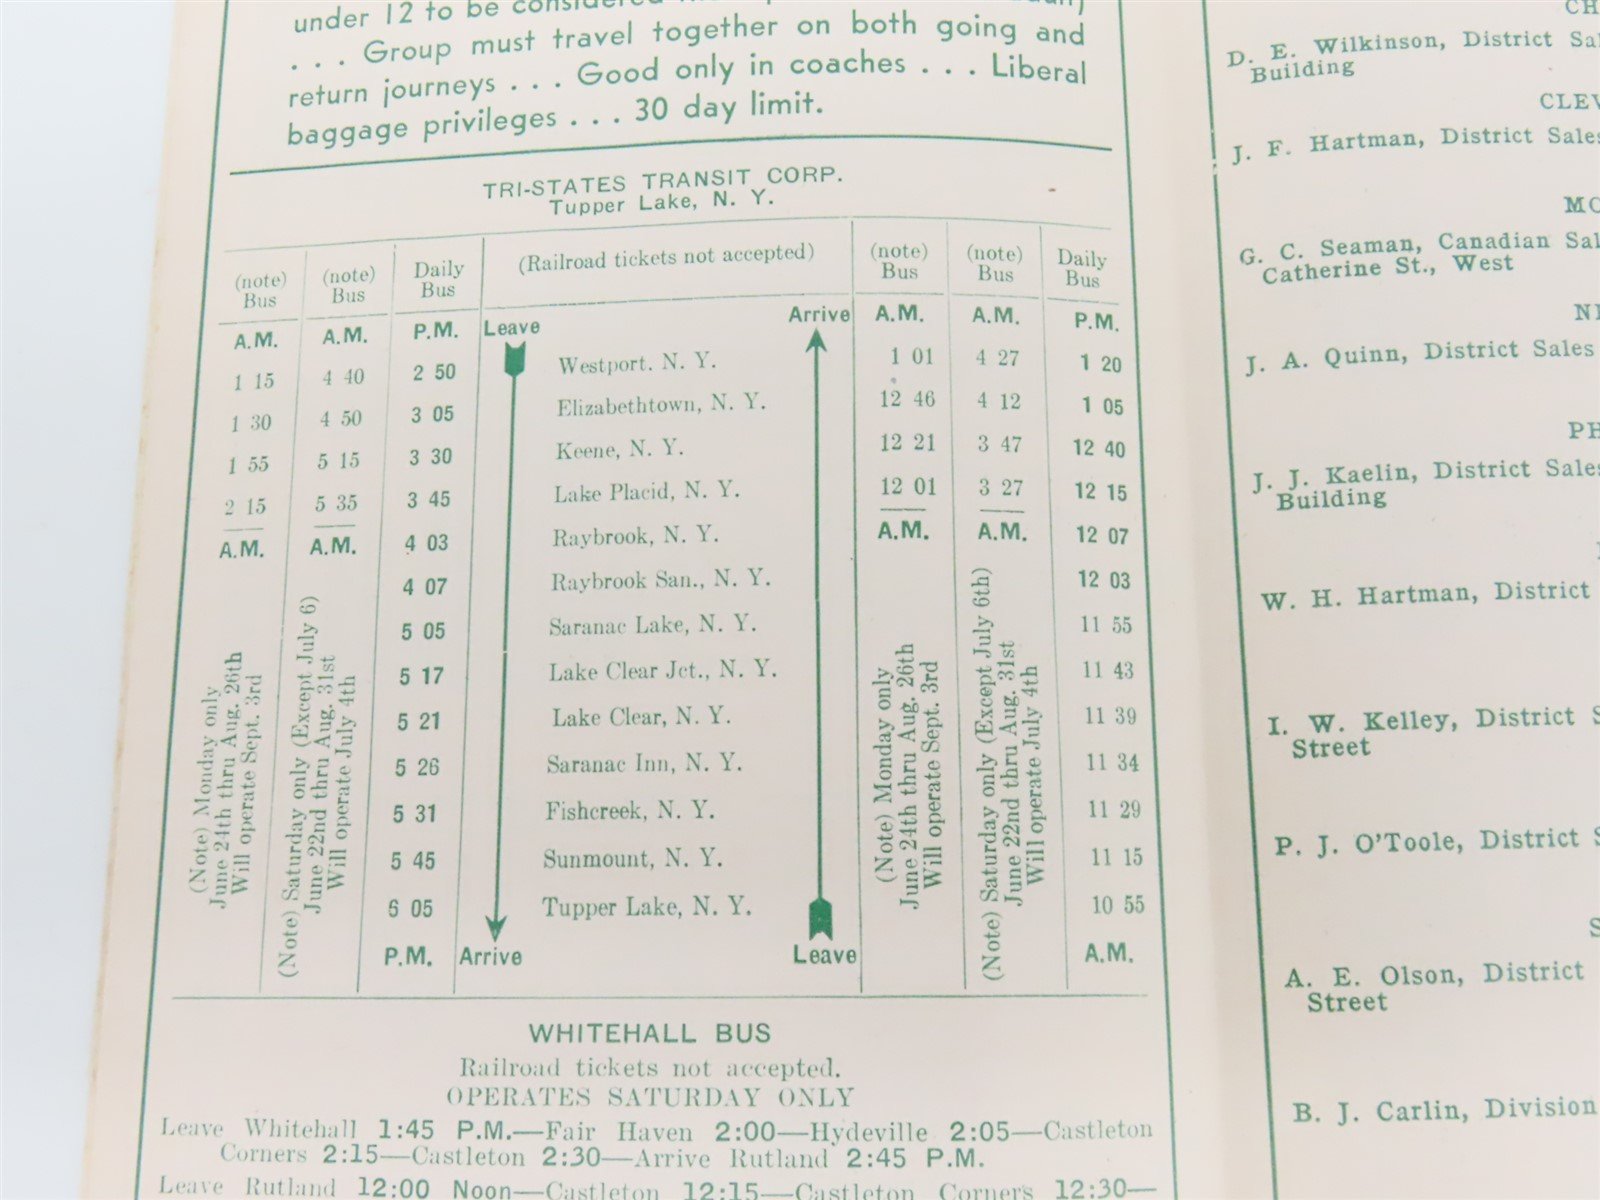 under 12 to be considered
. . . Group must travel together on both going and
return journeys . . . Good only in coaches . . . Liberal
baggage privileges . . . 30 day limit.
TRI-STATES TRANSIT CORP.
Tupper Lake, N. Y.
(note) Bus (note) Bus Daily Bus (Railroad tickets not accepted) (note) Bus (note) Bus Daily Bus
A.M. A.M. P.M. Leave Arrive A.M. A.M. P.M.
1 15 4 40 2 50 Westport. N. Y. 1 01 4 27 1 20
1 30 4 50 3 05 Elizabethtown, N. Y. 12 46 4 12 1 05
1 55 5 15 3 30 Keene, N. Y. 12 21 3 47 12 40
2 15 5 35 3 45 Lake Placid, N. Y. 12 01 3 27 12 15
A.M. A.M. 4 03 Raybrook, N. Y. A.M. A.M. 12 07
4 07 Raybrook San., N. Y. 12 03
5 05 Saranac Lake, N. Y. 11 55
5 17 Lake Clear Jct., N. Y. 11 43
5 21 Lake Clear, N. Y. 11 39
5 26 Saranac Inn, N. Y. 11 34
5 31 Fishcreek, N. Y. 11 29
5 45 Sunmount, N. Y. 11 15
6 05 Tupper Lake, N. Y. 10 55
P.M. Arrive Leave A.M.
(Note) Monday only
June 24th thru Aug. 26th
Will operate Sept. 3rd
(Note) Saturday only (Except July 6)
June 22nd thru Aug. 31st
Will operate July 4th
(Note) Monday only
June 24th thru Aug. 26th
Will operate Sept. 3rd
(Note) Saturday only (Except July 6th)
June 22nd thru Aug. 31st
Will operate July 4th
WHITEHALL BUS
Railroad tickets not accepted.
OPERATES SATURDAY ONLY
Leave Whitehall 1:45 P.M.—Fair Haven 2:00—Hydeville 2:05—Castleton
Corners 2:15—Castleton 2:30—Arrive Rutland 2:45 P.M.
Leave Rutland 12:00 Noon—Castleton 12:15—Castleton Corners 12:30—
CH
D. E. Wilkinson, District Sal
Building
CLEV
J. F. Hartman, District Sales
MO
G. C. Seaman, Canadian Sal
Catherine St., West
NE
J. A. Quinn, District Sales
PH
J. J. Kaelin, District Sales
Building
W. H. Hartman, District
I. W. Kelley, District S
Street
P. J. O'Toole, District S
S
A. E. Olson, District
Street
B. J. Carlin, Division